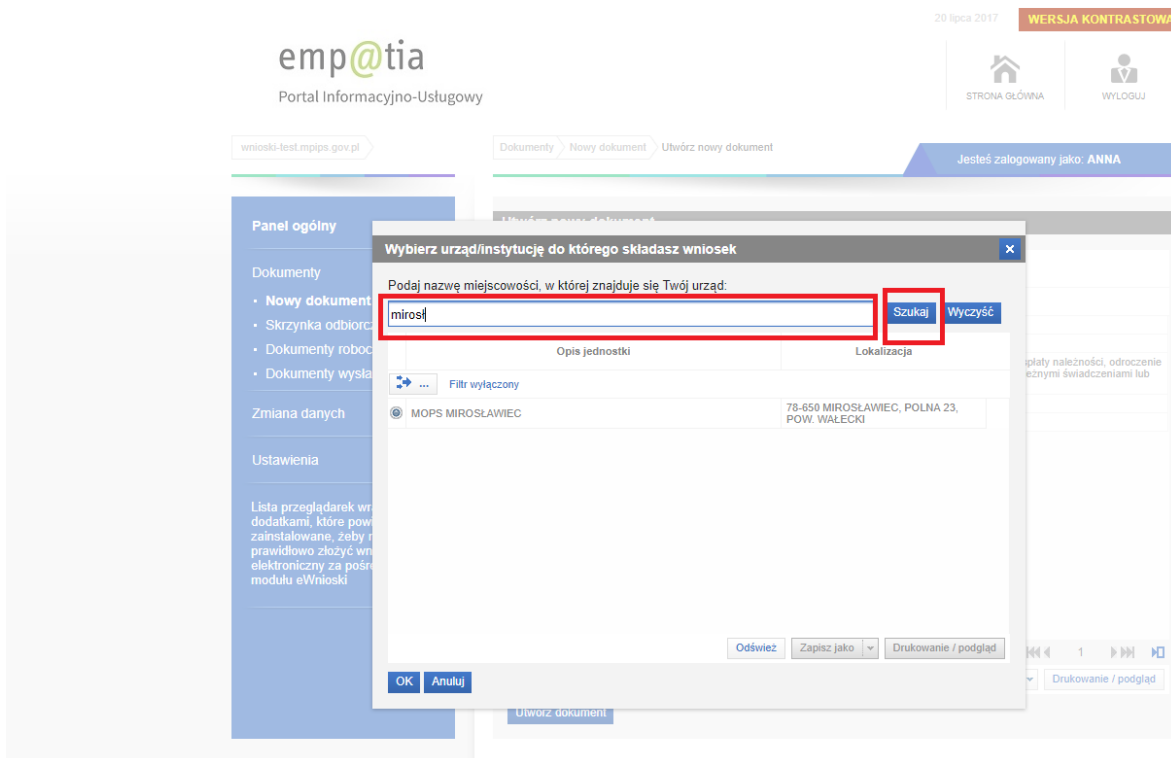 20 lipca 2017
WERSJA KONTRASTOWA
emp@tia
Portal Informacyjno-Usługowy
STRONA GŁÓWNA
WYLOGUJ
wnioski-test.mpips.gov.pl
Dokumenty Nowy dokument Utwórz nowy dokument
Jesteś zalogowany jako: ANNA
Panel ogólny
Utwórz nowy dokument
Wybierz urząd/instytucję do którego składasz wniosek
Dokumenty
Podaj nazwę miejscowości, w której znajduje się Twój urząd:
• Nowy dokument
mirosł
Szukaj
Wyczyść
• Skrzynka odbiorcz
• Dokumenty roboc
Opis jednostki
Lokalizacja
• Dokumenty wysła
... Filtr wyłączony
płaty należności, odroczenie
eżnymi świadczeniami lub
Zmiana danych
MOPS MIROSŁAWIEC
78-650 MIROSŁAWIEC, POLNA 23,
POW. WAŁECKI
Ustawienia
Lista przeglądarek wr
dodatkami, które powi
zainstalowane, żeby m
prawidłowo złożyć wn
elektroniczny za pośre
modułu eWnioski
Odśwież
Zapisz jako
Drukowanie / podgląd
1
Drukowanie / podgląd
OK
Anuluj
Utwórz dokument